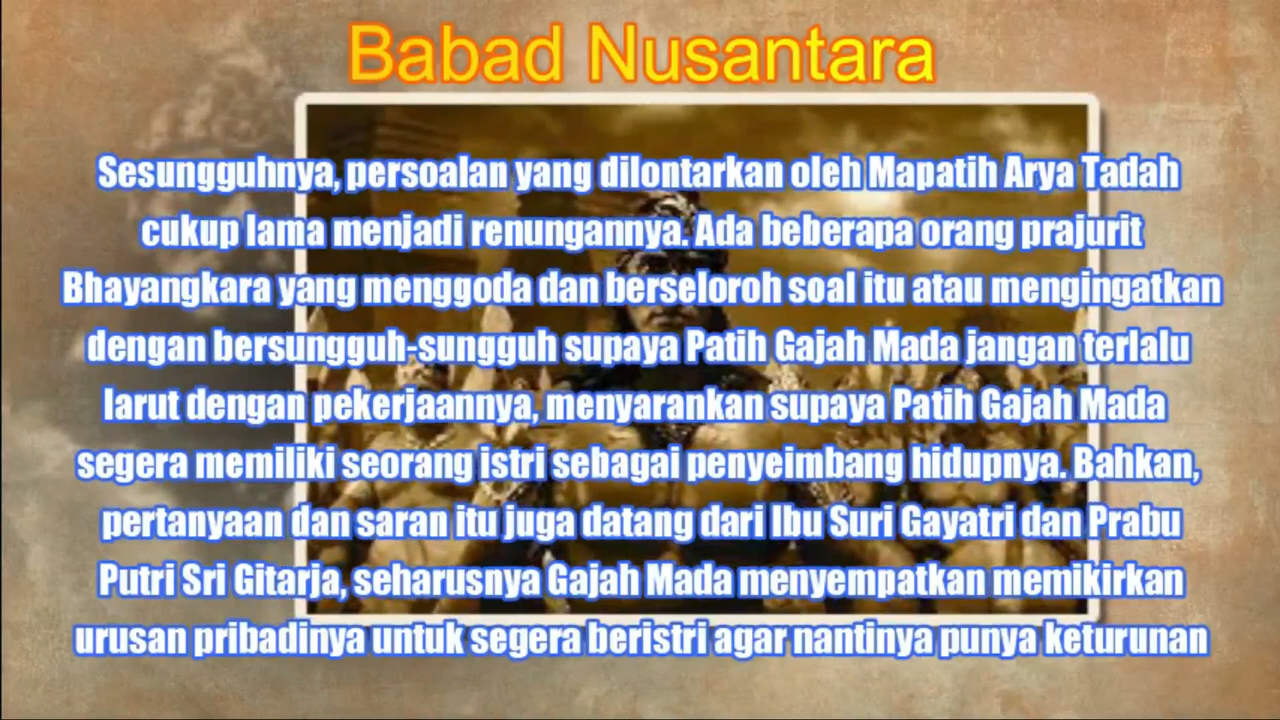 Babad Nusantara
Sesungguhnya, persoalan yang dilontarkan oleh Mapatih Arya Tadah
cukup lama menjadi renungannya. Ada beberapa orang prajurit
Bhayangkara yang menggoda dan berseloroh soal itu atau mengingatkan
dengan bersungguh-sungguh supaya Patih Gajah Mada jangan terlalu
larut dengan pekerjaannya, menyarankan supaya Patih Gajah Mada
segera memiliki seorang istri sebagai penyeimbang hidupnya. Bahkan,
pertanyaan dan saran itu juga datang dari Ibu Suri Gayatri dan Prabu
Putri Sri Gitarja, seharusnya Gajah Mada menyempatkan memikirkan
urusan pribadinya untuk segera beristri agar nantinya punya keturunan